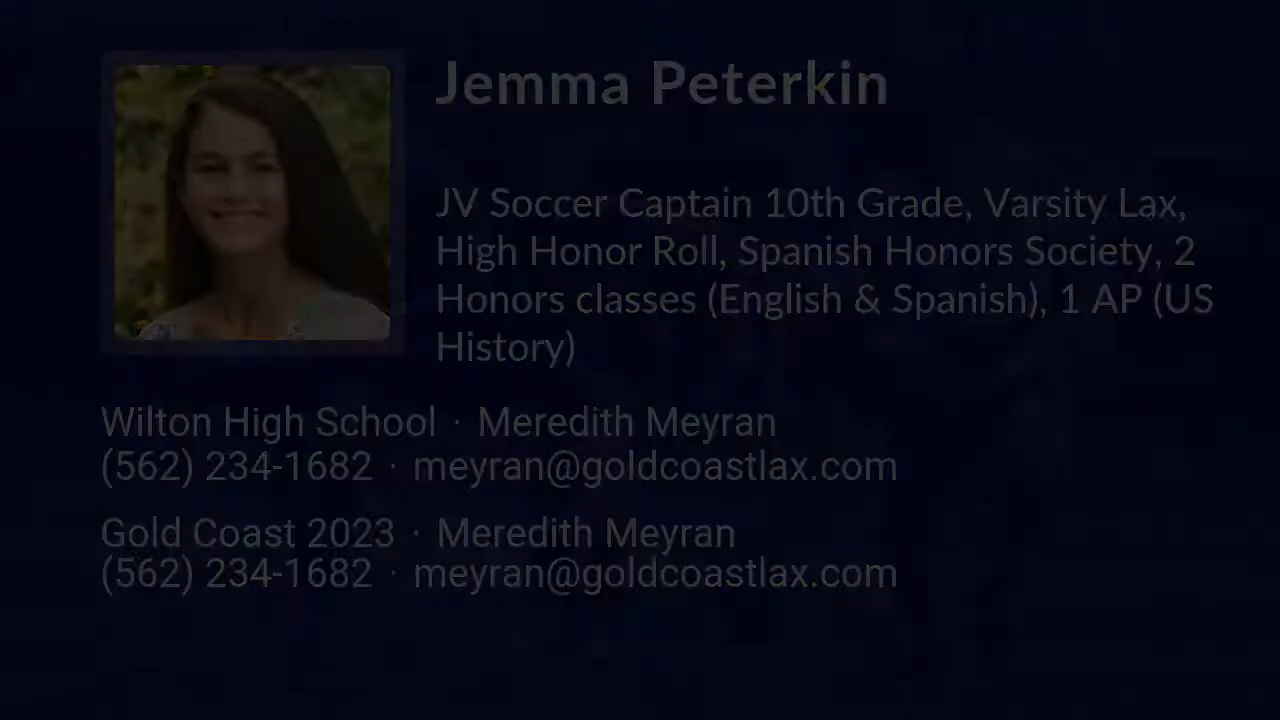 Jemma Peterkin
JV Soccer Captain 10th Grade, Varsity Lax,
High Honor Roll, Spanish Honors Society, 2
Honors classes (English & Spanish), 1 AP (US
History)
Wilton High School · Meredith Meyran
(562) 234-1682 · meyran@goldcoastlax.com
Gold Coast 2023 · Meredith Meyran
(562) 234-1682 · meyran@goldcoastlax.com